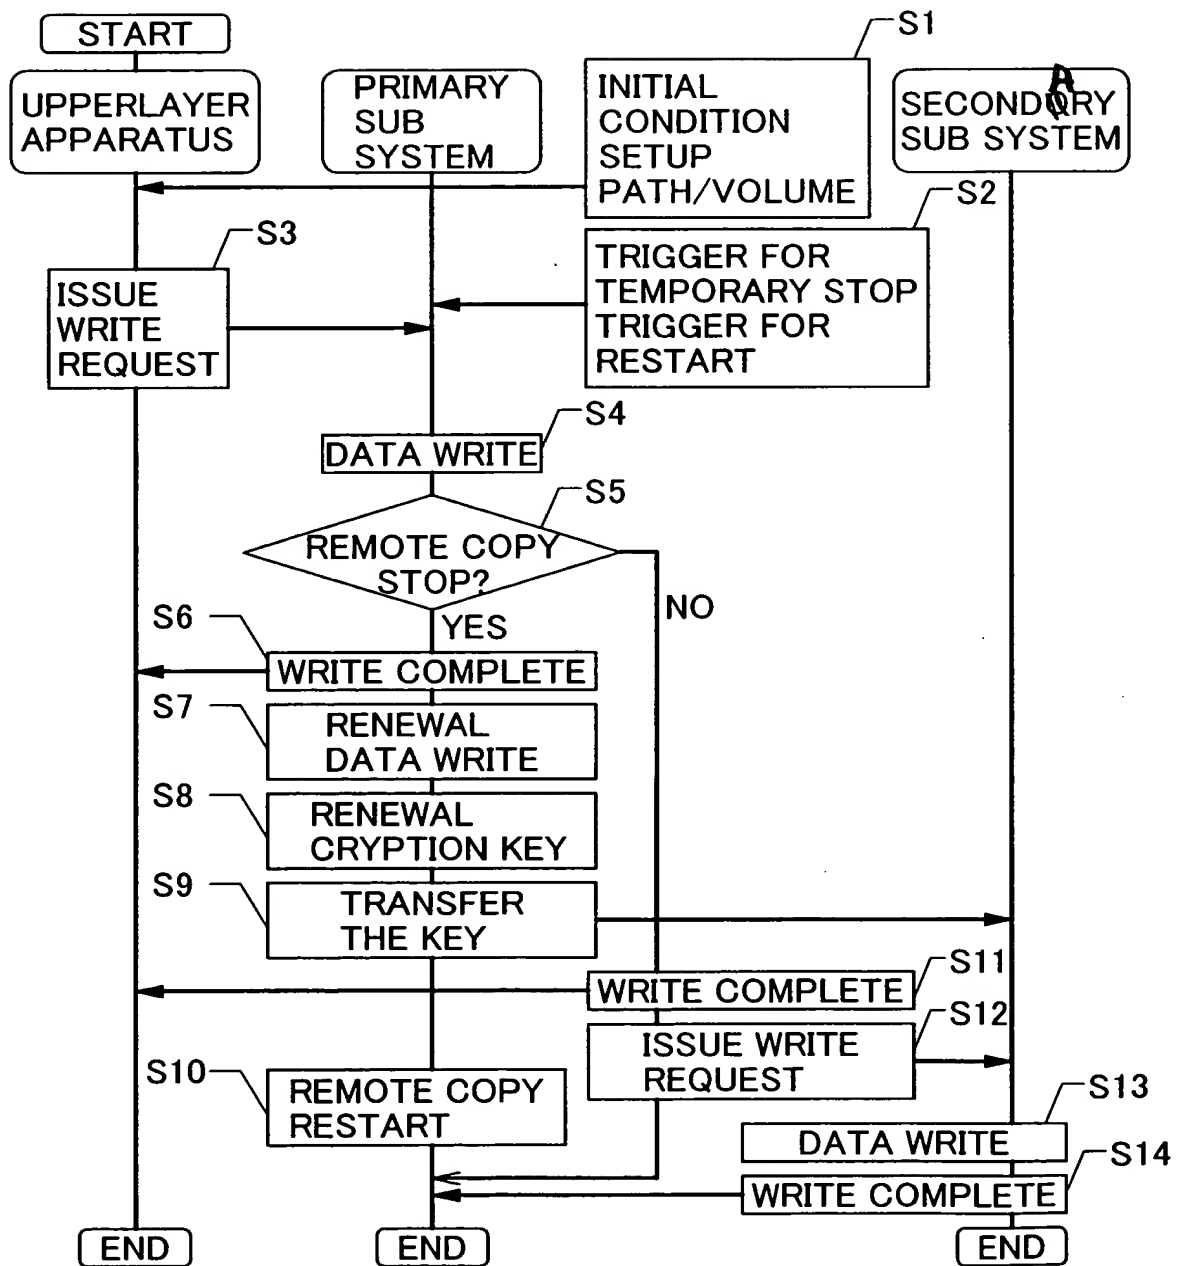 START
S1
UPPERLAYER
APPARATUS
PRIMARY
SUB
SYSTEM
INITIAL
CONDITION
SETUP
PATH/VOLUME
SECONDARY
SUB SYSTEM
S2
S3
TRIGGER FOR
TEMPORARY STOP
TRIGGER FOR
RESTART
ISSUE
WRITE
REQUEST
S4
DATA WRITE
S5
REMOTE COPY
STOP?
NO
YES
S6
WRITE COMPLETE
S7
RENEWAL
DATA WRITE
S8
RENEWAL
CRYPTION KEY
S9
TRANSFER
THE KEY
S11
WRITE COMPLETE
S12
ISSUE WRITE
REQUEST
S10
REMOTE COPY
RESTART
S13
DATA WRITE
S14
WRITE COMPLETE
END
END
END